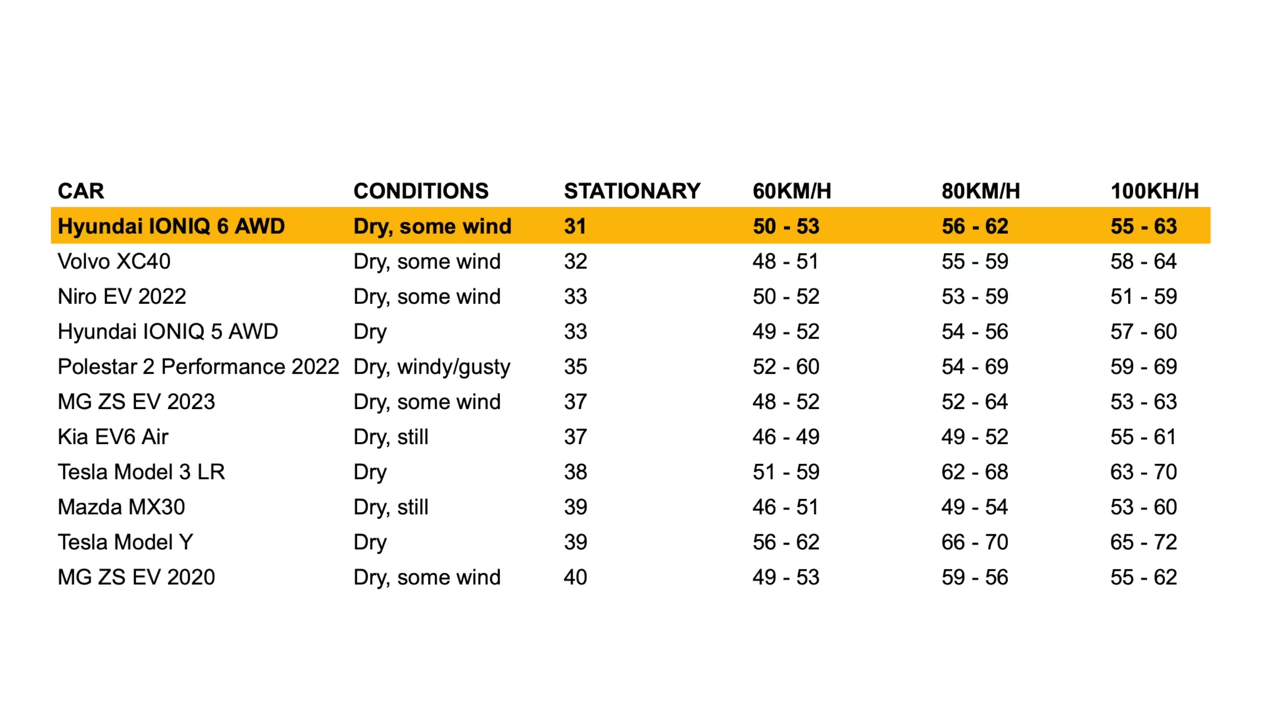 CAR CONDITIONS STATIONARY 60KM/H 80KM/H 100KH/H
Hyundai IONIQ 6 AWD Dry, some wind 31 50 - 53 56 - 62 55 - 63
Volvo XC40 Dry, some wind 32 48 - 51 55 - 59 58 - 64
Niro EV 2022 Dry, some wind 33 50 - 52 53 - 59 51 - 59
Hyundai IONIQ 5 AWD Dry 33 49 - 52 54 - 56 57 - 60
Polestar 2 Performance 2022 Dry, windy/gusty 35 52 - 60 54 - 69 59 - 69
MG ZS EV 2023 Dry, some wind 37 48 - 52 52 - 64 53 - 63
Kia EV6 Air Dry, still 37 46 - 49 49 - 52 55 - 61
Tesla Model 3 LR Dry 38 51 - 59 62 - 68 63 - 70
Mazda MX30 Dry, still 39 46 - 51 49 - 54 53 - 60
Tesla Model Y Dry 39 56 - 62 66 - 70 65 - 72
MG ZS EV 2020 Dry, some wind 40 49 - 53 59 - 56 55 - 62